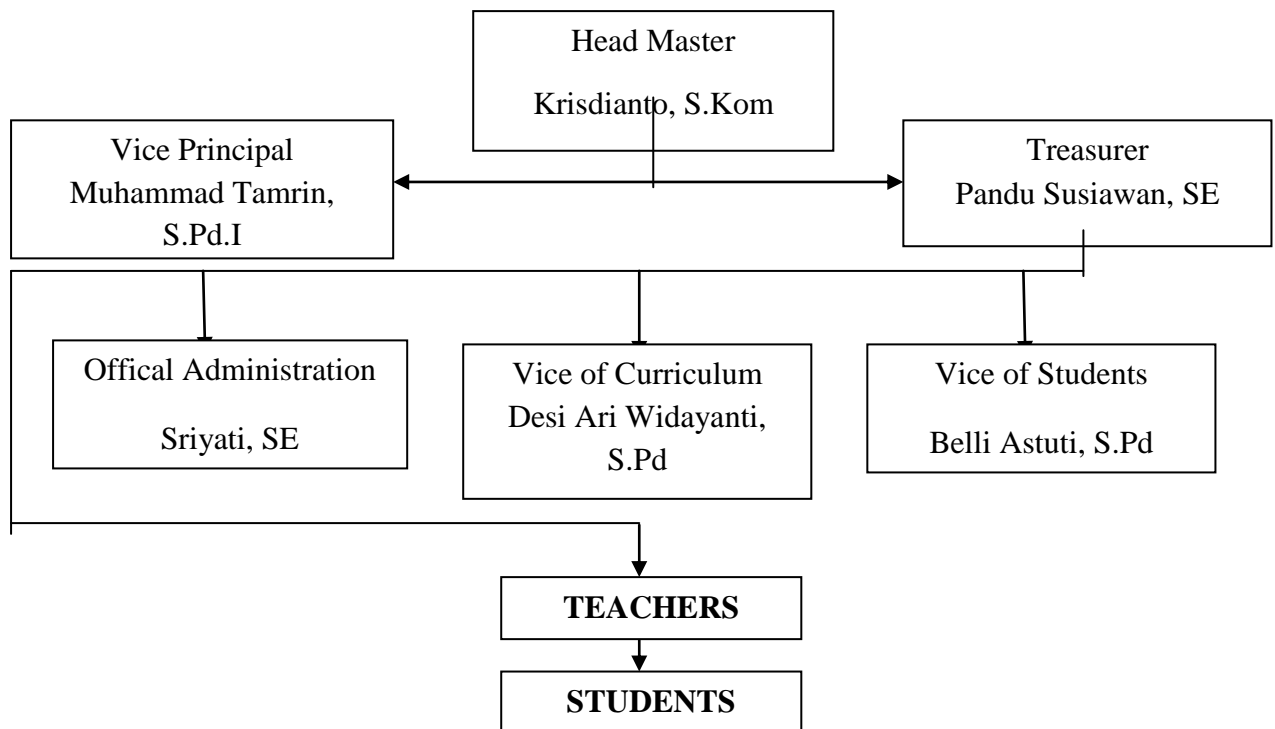 Head Master
Krisdianto, S.Kom
Vice Principal
Muhammad Tamrin,
S.Pd.I
Treasurer
Pandu Susiawan, SE
Offical Administration
Sriyati, SE
Vice of Curriculum
Desi Ari Widayanti,
S.Pd
Vice of Students
Belli Astuti, S.Pd
TEACHERS
STUDENTS